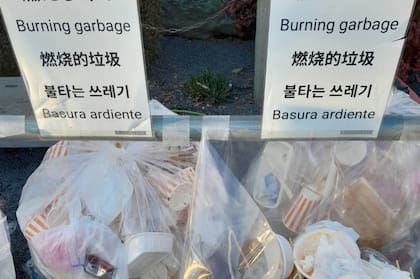 Burning garbage
燃烧的垃圾
불타는 쓰레기
Basura ardiente
Burning garbage
燃烧的垃圾
불타는 쓰레기
Basura ardiente